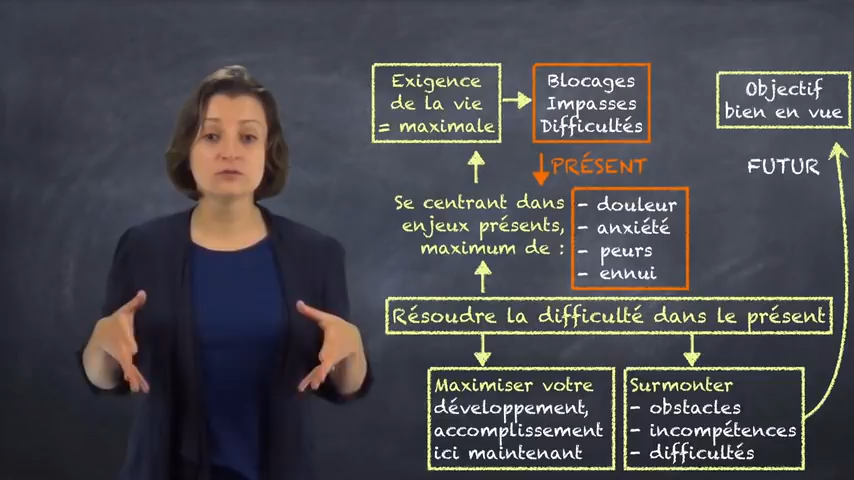 Exigence
de la vie
= maximale
Blocages
Impasses
Difficultés
Objectif
bien en vue
PRÉSENT
FUTUR
Se centrant dans
enjeux présents,
maximum de :
- douleur
- anxiété
- peurs
- ennui
Résoudre la difficulté dans le présent
Maximiser votre
développement,
accomplissement
ici maintenant
Surmonter
- obstacles
- incompétences
- difficultés